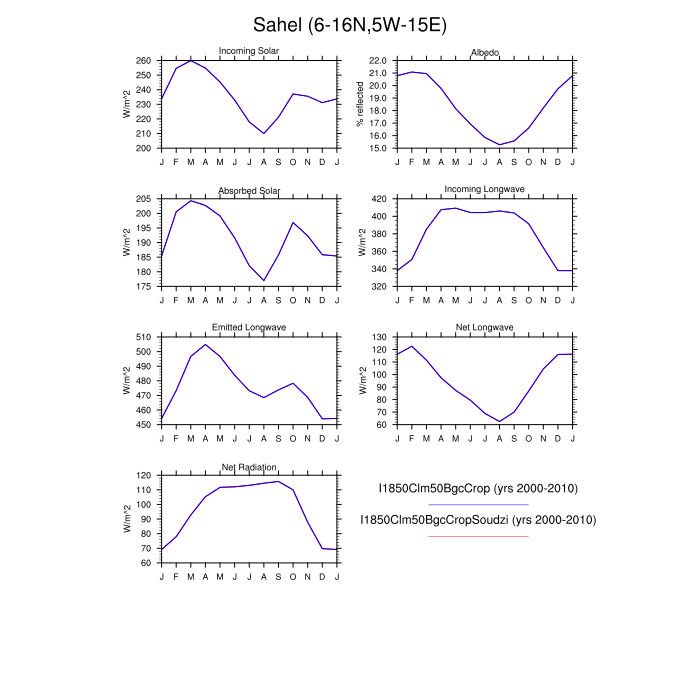 Sahel (6-16N,5W-15E)
Incoming Solar
W/m^2
260
250
240
230
220
210
200
J F M A M J J A S O N D J
Albedo
% reflected
22.0
21.0
20.0
19.0
18.0
17.0
16.0
15.0
J F M A M J J A S O N D J
Absorbed Solar
W/m^2
205
200
195
190
185
180
175
J F M A M J J A S O N D J
Incoming Longwave
W/m^2
420
400
380
360
340
320
J F M A M J J A S O N D J
Emitted Longwave
W/m^2
510
500
490
480
470
460
450
J F M A M J J A S O N D J
Net Longwave
W/m^2
130
120
110
100
90
80
70
60
J F M A M J J A S O N D J
Net Radiation
W/m^2
120
110
100
90
80
70
60
J F M A M J J A S O N D J
I1850Clm50BgcCrop (yrs 2000-2010)
I1850Clm50BgcCropSoudzi (yrs 2000-2010)